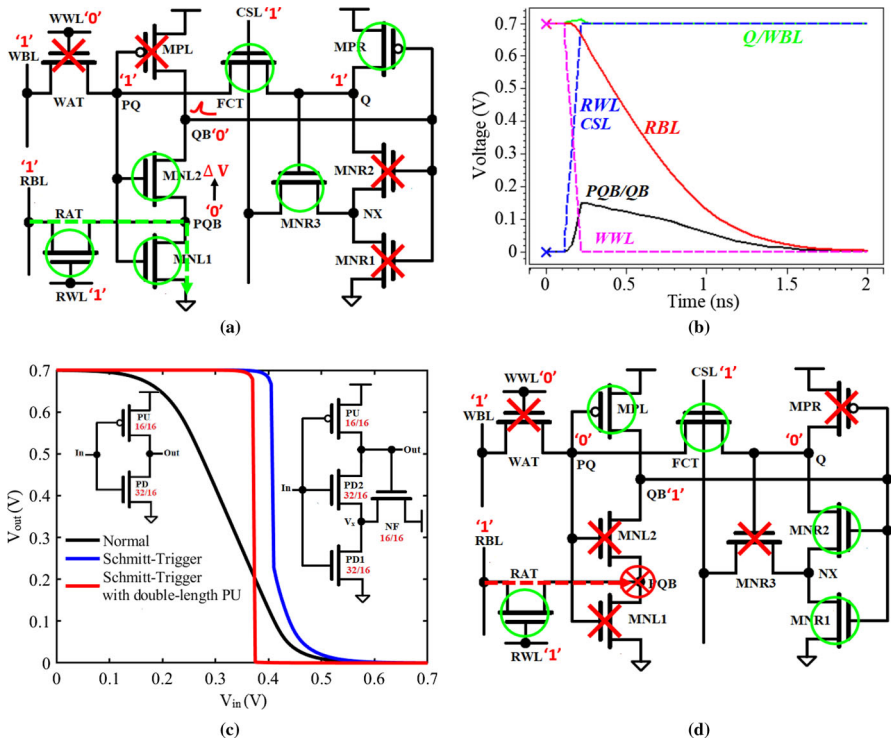 CSL '1'
WWL '0'
MPL
MPR
'1'
WBL
'1'
'1'
WAT
PQ
FCT
Q
QB '0'
'1'
RBL
MNL2
Δ V
MNR2
RAT
'0'
PQB
MNR3
NX
MNL1
MNR1
RWL '1'
(a)
0.7
Q/WBL
0.6
0.5
RWL
CSL
RBL
0.4
Voltage (V)
0.3
0.2
PQB/QB
0.1
WWL
0
0
0.5
1
1.5
2
Time (ns)
(b)
0.7
0.6
0.5
0.4
0.3
0.2
0.1
0
Vout (V)
PU
16/16
In
Out
PD
32/16
PU
16/16
Out
In
PD2
32/16
Vx
NF
16/16
PD1
32/16
Normal
Schmitt-Trigger
Schmitt-Trigger
with double-length PU
0
0.1
0.2
0.3
0.4
0.5
0.6
0.7
Vin (V)
(c)
CSL '1'
WWL '0'
'1'
WBL
MPL
MPR
'0'
'0'
WAT
PQ
FCT
Q
QB '1'
'1'
RBL
MNL2
MNR2
RAT
PQB
MNR3
NX
MNL1
MNR1
RWL '1'
(d)